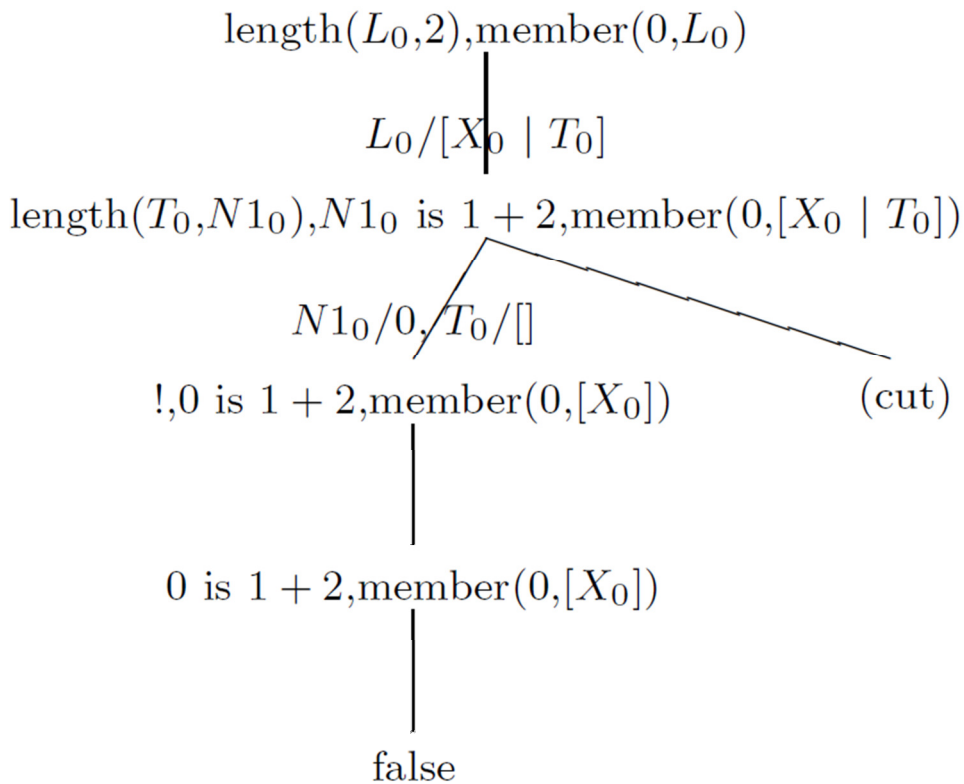 length(L₀,2),member(0,L₀)
L₀/[X₀ | T₀]
length(T₀,N1₀),N1₀ is 1 + 2,member(0,[X₀ | T₀])
N1₀/0, T₀/[]
!,0 is 1 + 2,member(0,[X₀]) (cut)
0 is 1 + 2,member(0,[X₀])
false